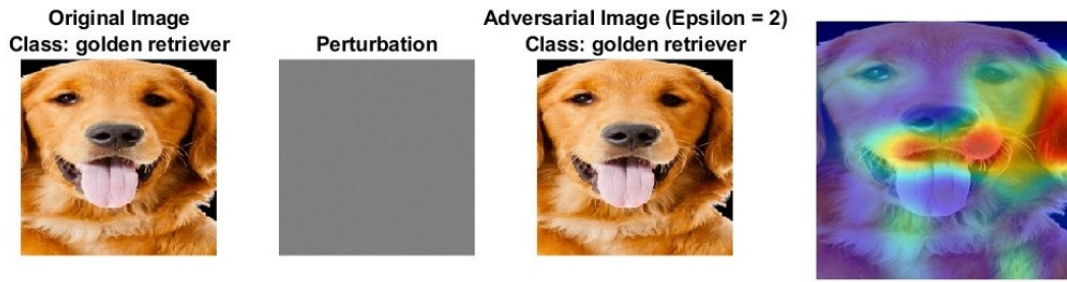 Original Image
Class: golden retriever
Perturbation
Adversarial Image (Epsilon = 2)
Class: golden retriever